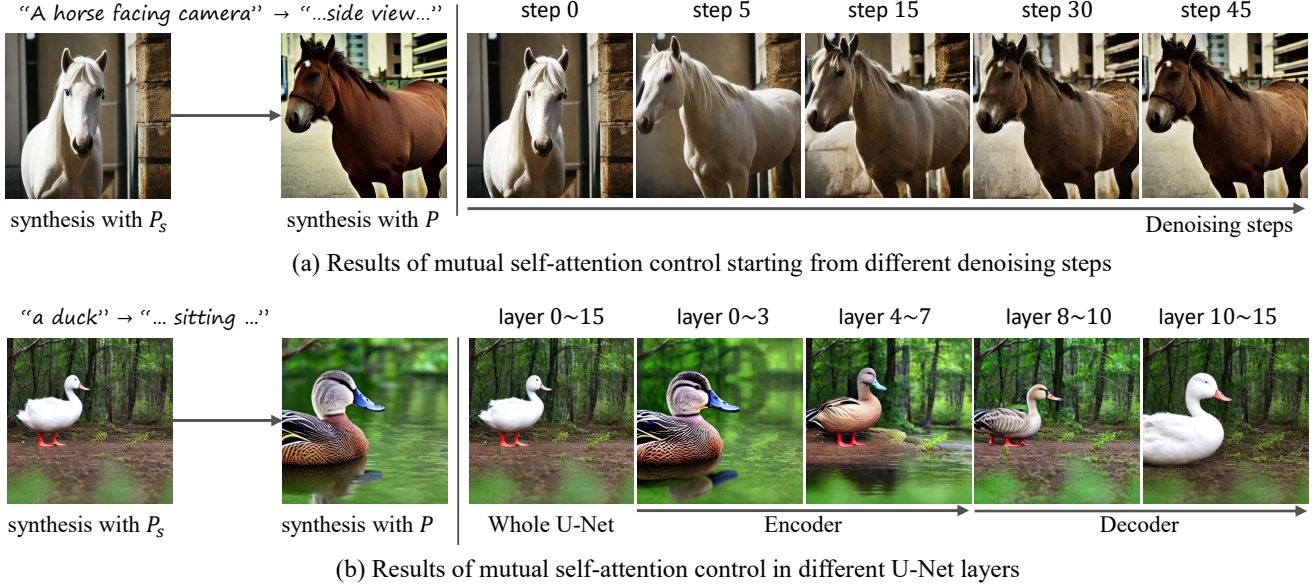 “A horse facing camera” → “...side view...”
step 0 step 5 step 15 step 30 step 45
synthesis with Pₛ synthesis with P
Denoising steps
(a) Results of mutual self-attention control starting from different denoising steps
“a duck” → “... sitting ...”
layer 0~15 layer 0~3 layer 4~7 layer 8~10 layer 10~15
synthesis with Pₛ synthesis with P Whole U-Net Encoder Decoder
(b) Results of mutual self-attention control in different U-Net layers